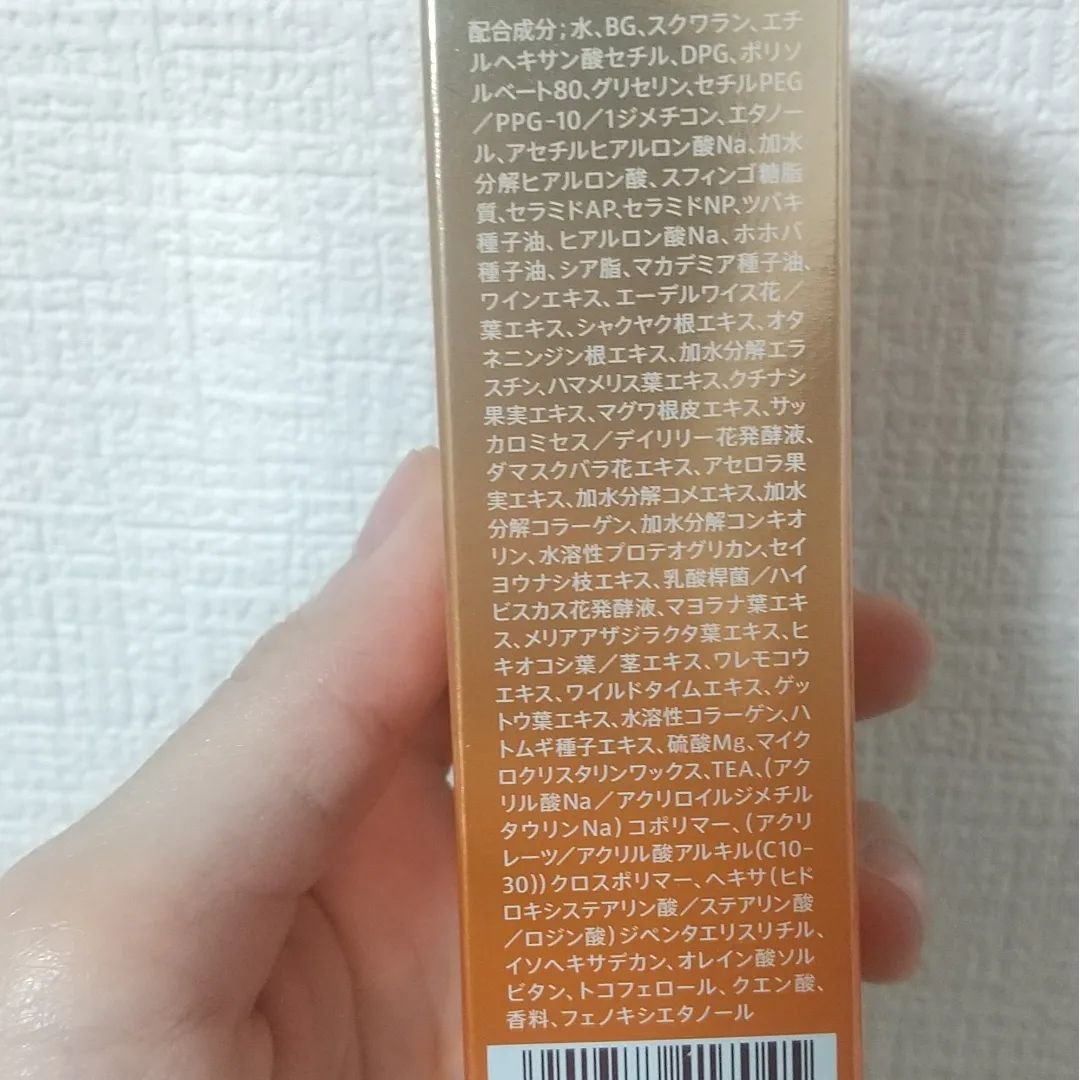 配合成分;水、BG、スクワラン、エチ
ルヘキサン酸セチル、DPG、ポリソ
ルベート80、グリセリン、セチルPEG
/PPG-10/1ジメチコン、エタノー
ル、アセチルヒアルロン酸Na、加水
分解ヒアルロン酸、スフィンゴ糖脂
質、セラミドAP、セラミドNP、ツバキ
種子油、ヒアルロン酸Na、ホホバ
種子油、シア脂、マカデミア種子油、
ワインエキス、エーデルワイス花/
葉エキス、シャクヤク根エキス、オタ
ネニンジン根エキス、加水分解エラ
スチン、ハマメリス葉エキス、クチナシ
果実エキス、マグワ根皮エキス、サッ
カロミセス/デイリリー花発酵液、
ダマスクバラ花エキス、アセロラ果
実エキス、加水分解コメエキス、加水
分解コラーゲン、加水分解コンキオ
リン、水溶性プロテオグリカン、セイ
ヨウナシ枝エキス、乳酸桿菌/ハイ
ビスカス花発酵液、マヨラナ葉エキ
ス、メリアアザジラクタ葉エキス、ヒ
キオコシ葉/茎エキス、ワレモコウ
エキス、ワイルドタイムエキス、ゲッ
トウ葉エキス、水溶性コラーゲン、ハ
トムギ種子エキス、硫酸Mg、マイク
ロクリスタリンワックス、TEA、(アク
リル酸Na/アクリロイルジメチル
タウリンNa)コポリマー、(アクリ
レーツ/アクリル酸アルキル(C10-
30))クロスポリマー、ヘキサ(ヒド
ロキシステアリン酸/ステアリン酸
/ロジン酸)ジペンタエリスリチル、
イソヘキサデカン、オレイン酸ソル
ビタン、トコフェロール、クエン酸、
香料、フェノキシエタノール